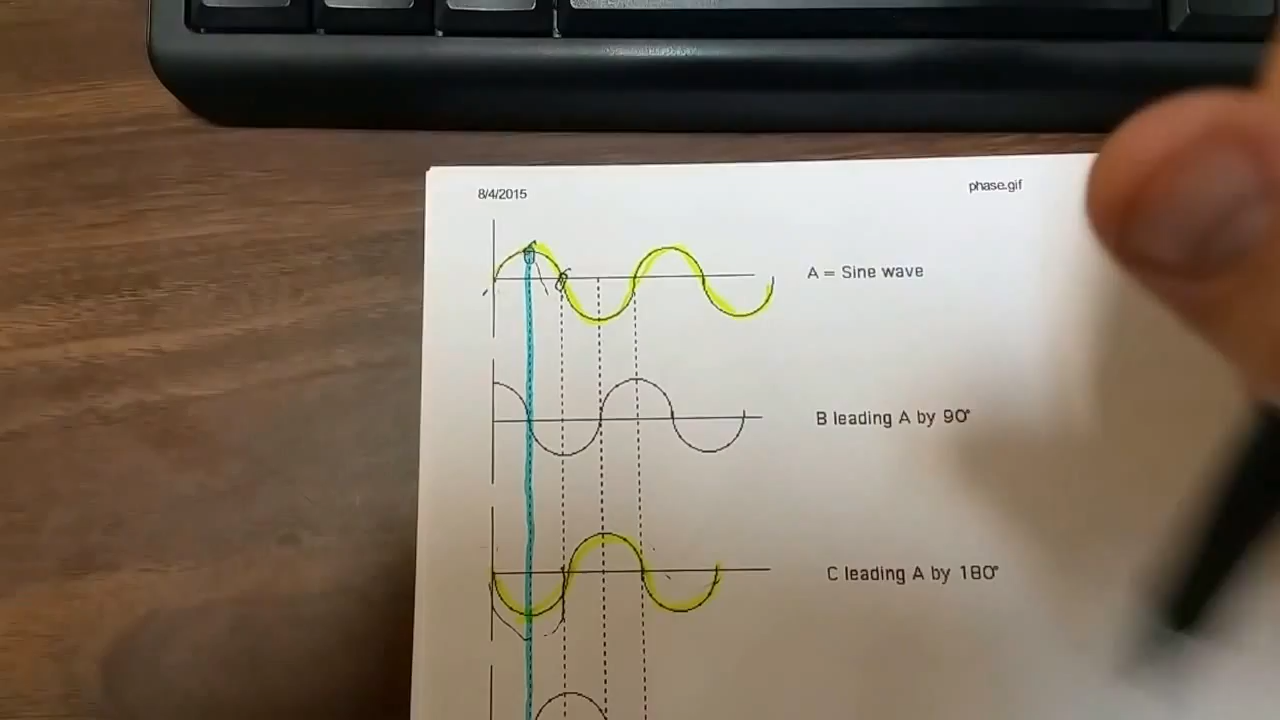 8/4/2015
phase.gif
A = Sine wave
B leading A by 90°
C leading A by 180°